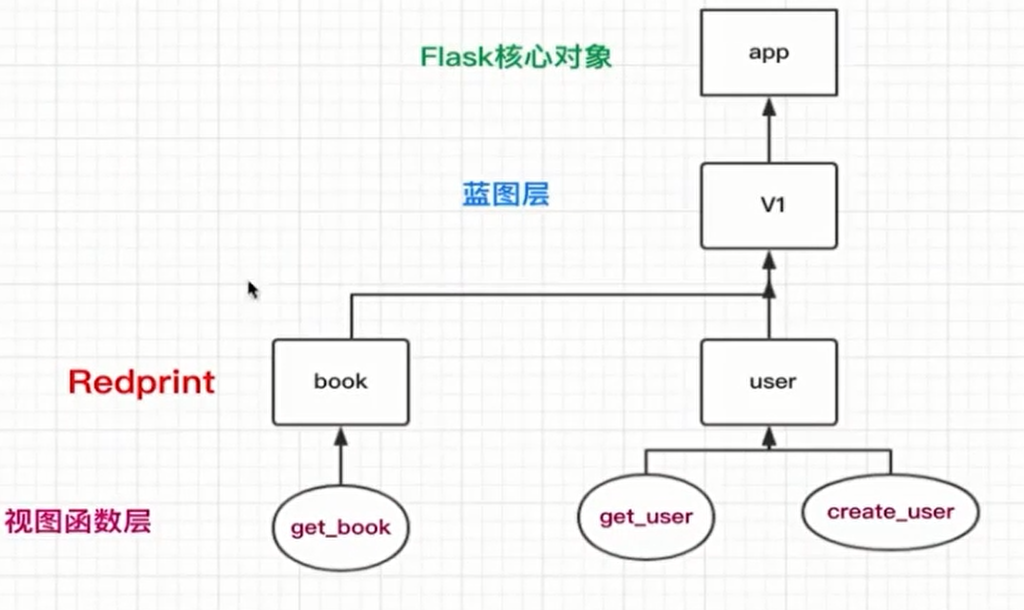 Flask核心对象
app
蓝图层
V1
Redprint
book
user
视图函数层
get_book
get_user
create_user